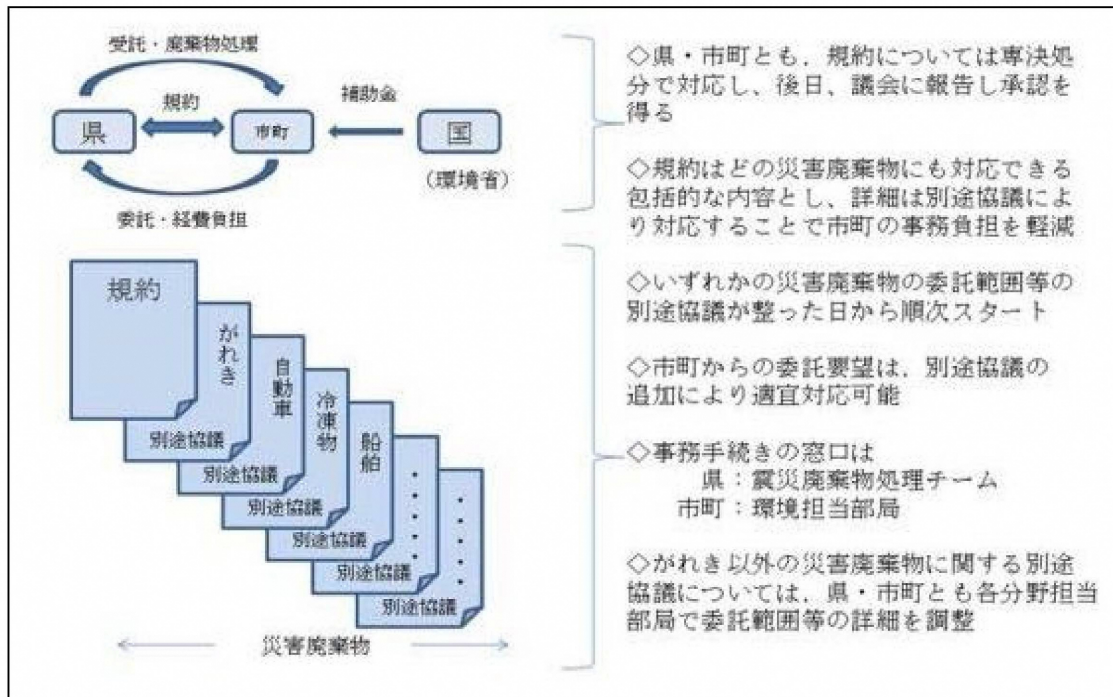 受託・廃棄物処理
規約
補助金
県
市町
国
（環境省）
委託・経費負担
規約
がれき
別途協議
自動車
別途協議
冷凍物
別途協議
船舶
別途協議
・・・・・
別途協議
・・・・・
別途協議
災害廃棄物
◇県・市町とも、規約については専決処
分で対応し、後日、議会に報告し承認を
得る
◇規約はどの災害廃棄物にも対応できる
包括的な内容とし、詳細は別途協議によ
り対応することで市町の事務負担を軽減
◇いずれかの災害廃棄物の委託範囲等の
別途協議が整った日から順次スタート
◇市町からの委託要望は、別途協議の
追加により適宜対応可能
◇事務手続きの窓口は
県：震災廃棄物処理チーム
市町：環境担当部局
◇がれき以外の災害廃棄物に関する別途
協議については、県・市町とも各分野担当
部局で委託範囲等の詳細を調整